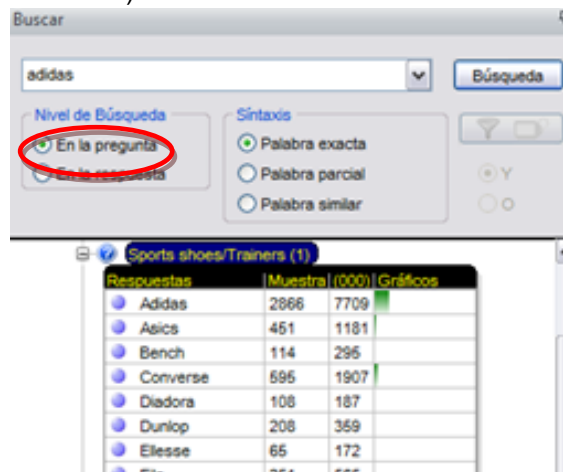 Buscar
adidas
Búsqueda
Nivel de Búsqueda
Síntaxis
En la pregunta
Palabra exacta
En la respuesta
Palabra parcial
Y
Palabra similar
O
Sports shoes/Trainers (1)
Respuestas Muestra (000) Gráficos
Adidas 2866 7709
Asics 451 1181
Bench 114 295
Converse 595 1907
Diadora 108 187
Dunlop 208 359
Ellesse 65 172